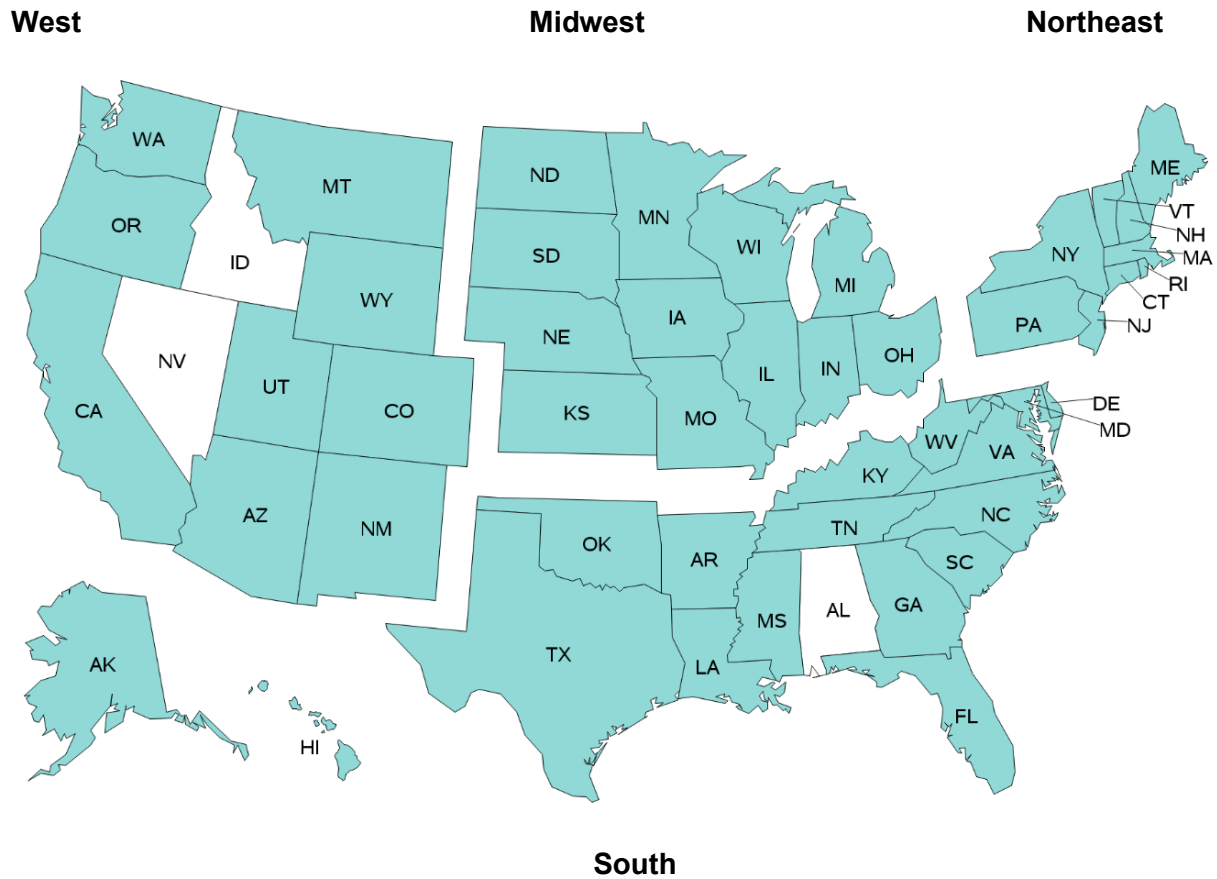 West Midwest Northeast
WA
MT
ND
MN
ME
OR
ID
WY
SD
WI
MI
NY
VT
NH
MA
RI
CT
NJ
PA
NV
UT
CO
CA
NE
IA
IL
IN
OH
KS
MO
WV
VA
DE
MD
KY
AZ
NM
OK
AR
TN
NC
SC
MS
AL
GA
TX
LA
FL
AK
HI
South